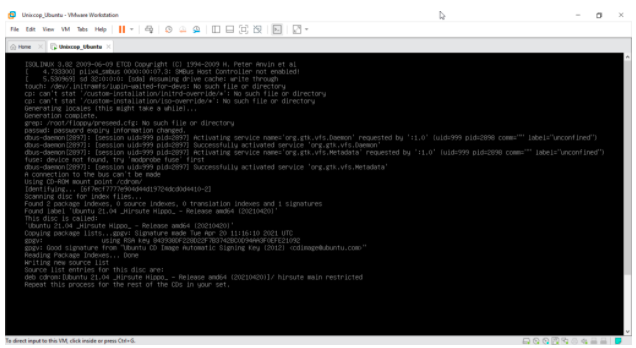 Unixcop_Ubuntu - VMware Workstation
File Edit View VM Tabs Help
Home Unixcop_Ubuntu
ISOLINUX 3.82 2009-06-09 ETCD Copyright (C) 1994-2009 H. Peter Anvin et al
[ 4.733300] piix4_smbus 0000:00:07.3: SMBus Host Controller not enabled!
[ 5.530969] sd 32:0:0:0: [sda] Assuming drive cache: write through
touch: /dev/.initramfs/lupin-waited-for-devs: No such file or directory
cp: can't stat '/custom-installation/initrd-override/*': No such file or directory
cp: can't stat '/custom-installation/iso-override/*': No such file or directory
Generating locales (this might take a while)...
Generation complete.
grep: /root/floppy/preseed.cfg: No such file or directory
passwd: password expiry information changed.
dbus-daemon[2897]: [session uid=999 pid=2897] Activating service name='org.gtk.vfs.Daemon' requested by ':1.0' (uid=999 pid=2898 comm="" label="unconfined")
dbus-daemon[2897]: [session uid=999 pid=2897] Successfully activated service 'org.gtk.vfs.Daemon'
dbus-daemon[2897]: [session uid=999 pid=2897] Activating service name='org.gtk.vfs.Metadata' requested by ':1.0' (uid=999 pid=2898 comm="" label="unconfined")
fuse: device not found, try 'modprobe fuse' first
dbus-daemon[2897]: [session uid=999 pid=2897] Successfully activated service 'org.gtk.vfs.Metadata'
A connection to the bus can't be made
Using CD-ROM mount point /cdrom/
Identifying...
Scanning disc for index files...
Found 2 package indexes, 0 source indexes, 0 translation indexes and 1 signatures
Found label 'Ubuntu 21.04 _Hirsute Hippo_ - Release amd64 (20210420)'
This disc is called:
'Ubuntu 21.04 _Hirsute Hippo_ - Release amd64 (20210420)'
Copying package lists...gpgv: Signature made Tue Apr 20 11:16:10 2021 UTC
gpgv: using RSA key
gpgv: Good signature from "Ubuntu CD Image Automatic Signing Key (2012) <cdimage@ubuntu.com>"
Reading Package Indexes... Done
Writing new source list
Source list entries for this disc are:
deb cdrom:[Ubuntu 21.04 _Hirsute Hippo_ - Release amd64 (20210420)]/ hirsute main restricted
Repeat this process for the rest of the CDs in your set.
To direct input to this VM, click inside or press Ctrl+G.